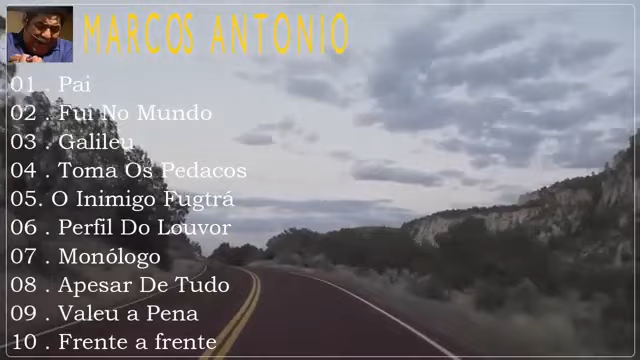 MARCOS ANTONIO
01 . Pai
02 . Fui No Mundo
03 . Galileu
04 . Toma Os Pedacos
05. O Inimigo Fugtrá
06 . Perfil Do Louvor
07 . Monólogo
08 . Apesar De Tudo
09 . Valeu a Pena
10 . Frente a frente